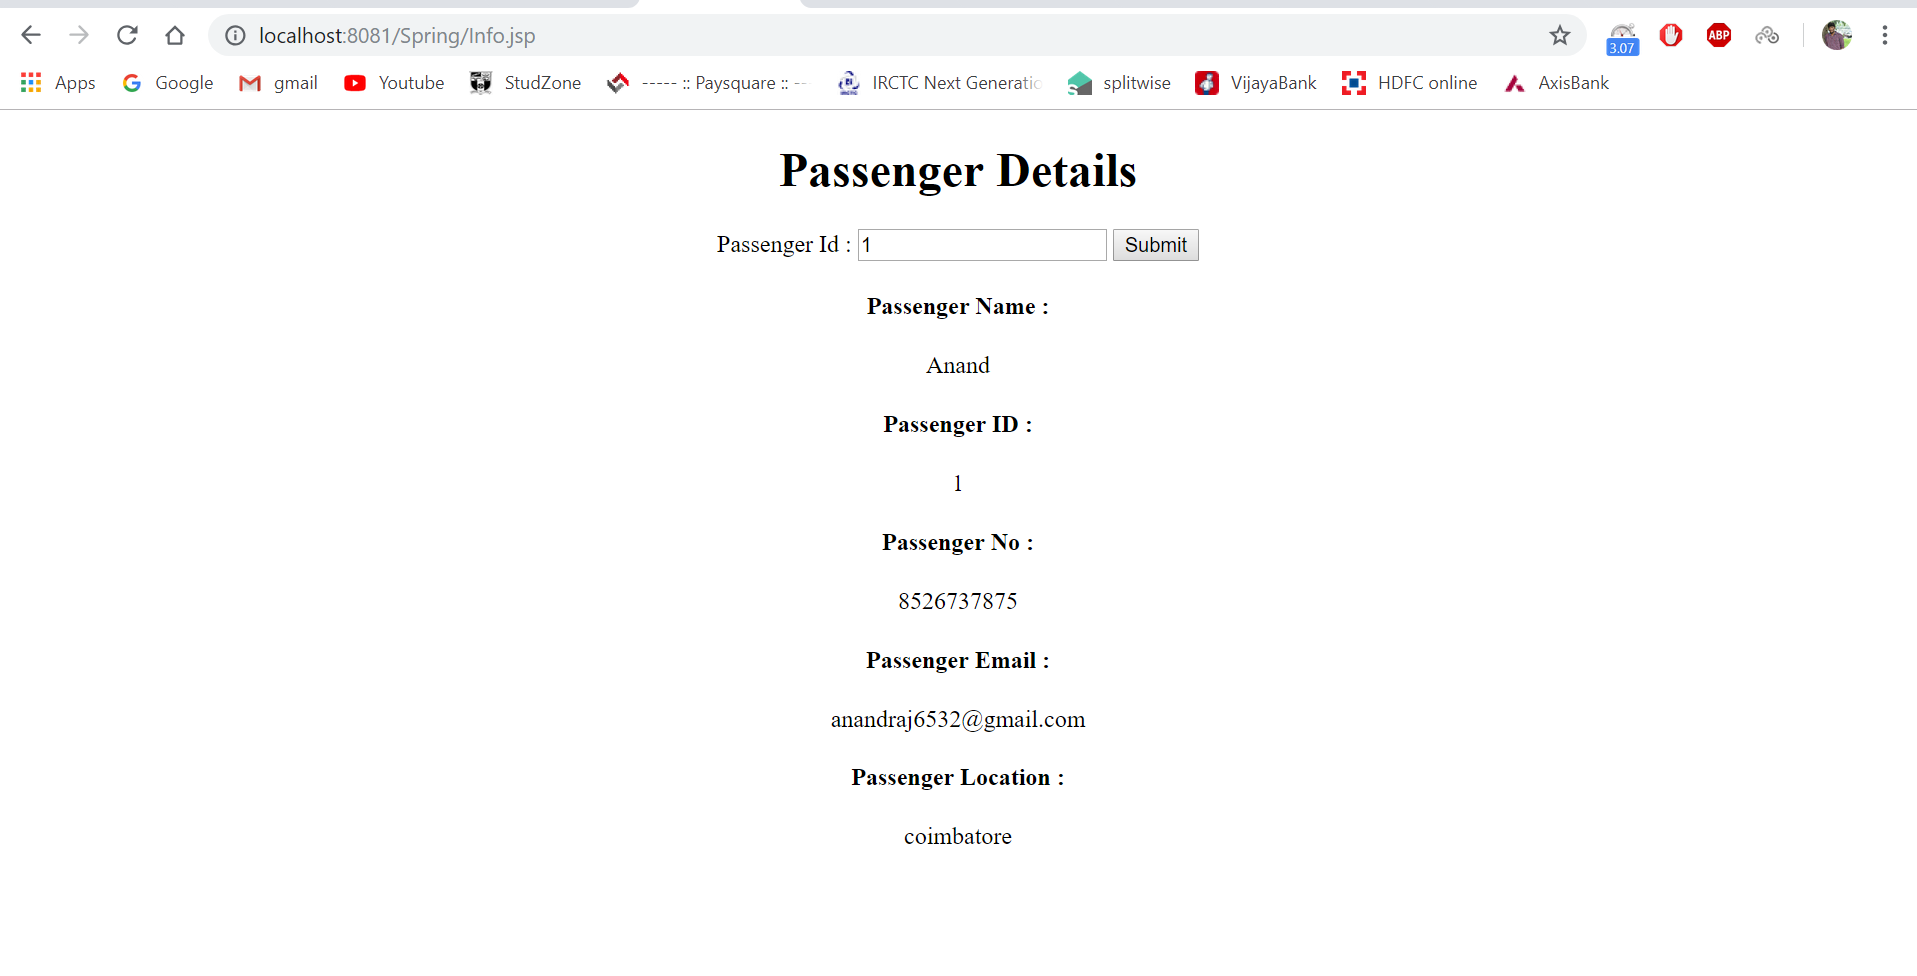 localhost:8081/Spring/Info.jsp
3.07
ABP
Apps Google gmail Youtube StudZone ----- :: Paysquare :: -- IRCTC Next Generatio splitwise VijayaBank HDFC online AxisBank
Passenger Details
Passenger Id : 1 Submit
Passenger Name :
Anand
Passenger ID :
1
Passenger No :
8526737875
Passenger Email :
anandraj6532@gmail.com
Passenger Location :
coimbatore